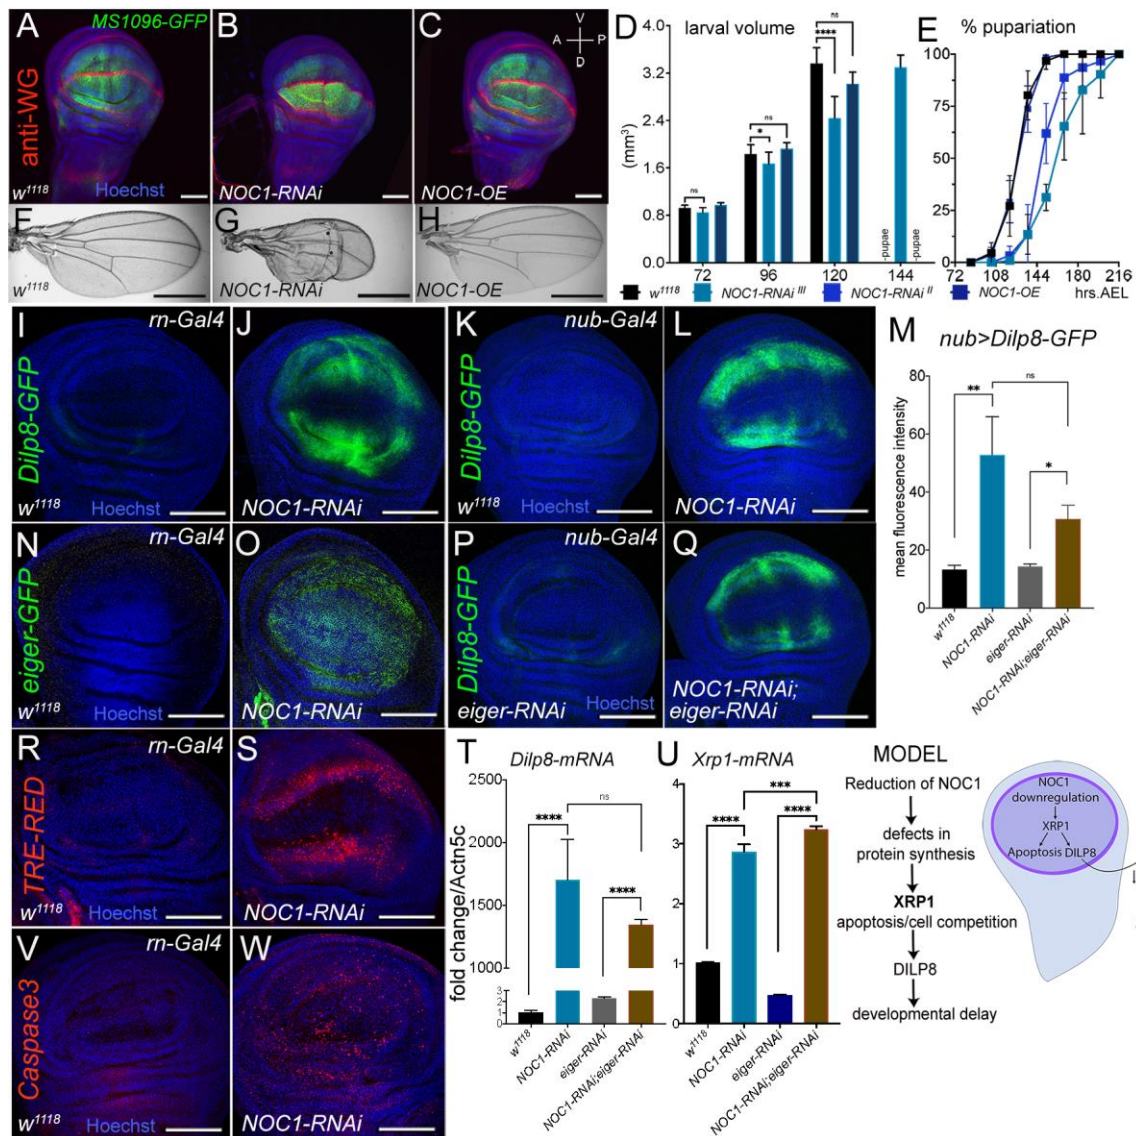 A
MS1096-GFP
anti-WG
w1118
Hoechst
B
NOC1-RNAi
C
V
A P
D
NOC1-OE
D
larval volume
(mm3)
4.0
3.2
2.4
1.6
0.8
0.0
ns
*
ns
****
ns
-pupae
-pupae
72 96 120 144
E
% pupariation
100
75
50
25
0
72 108 144 180 216
hrs.AEL
w1118 NOC1-RNAi III NOC1-RNAi II NOC1-OE
F
w1118
G
*
*
NOC1-RNAi
H
NOC1-OE
I
rn-Gal4
Dilp8-GFP
w1118
Hoechst
J
NOC1-RNAi
K
nub-Gal4
Dilp8-GFP
w1118
Hoechst
L
NOC1-RNAi
M
nub>Dilp8-GFP
mean fluorescence intensity
80
60
40
20
0
**
ns
*
w1118
NOC1-RNAi
eiger-RNAi
NOC1-RNAi;eiger-RNAi
N
rn-Gal4
eiger-GFP
w1118
Hoechst
O
NOC1-RNAi
P
nub-Gal4
Dilp8-GFP
eiger-RNAi
Hoechst
Q
NOC1-RNAi;
eiger-RNAi
R
rn-Gal4
TRE-RED
w1118
Hoechst
S
NOC1-RNAi
T
Dilp8-mRNA
fold change/Actn5c
2500
2000
1500
1000
3
2
1
0
****
ns
****
w1118
NOC1-RNAi
eiger-RNAi
NOC1-RNAi;eiger-RNAi
U
Xrp1-mRNA
4
3
2
1
0
****
***
****
w1118
NOC1-RNAi
eiger-RNAi
NOC1-RNAi;eiger-RNAi
V
rn-Gal4
Caspase3
w1118
Hoechst
W
NOC1-RNAi
MODEL
Reduction of NOC1
defects in
protein synthesis
XRP1
apoptosis/cell competition
DILP8
developmental delay
NOC1
downregulation
XRP1
Apoptosis DILP8